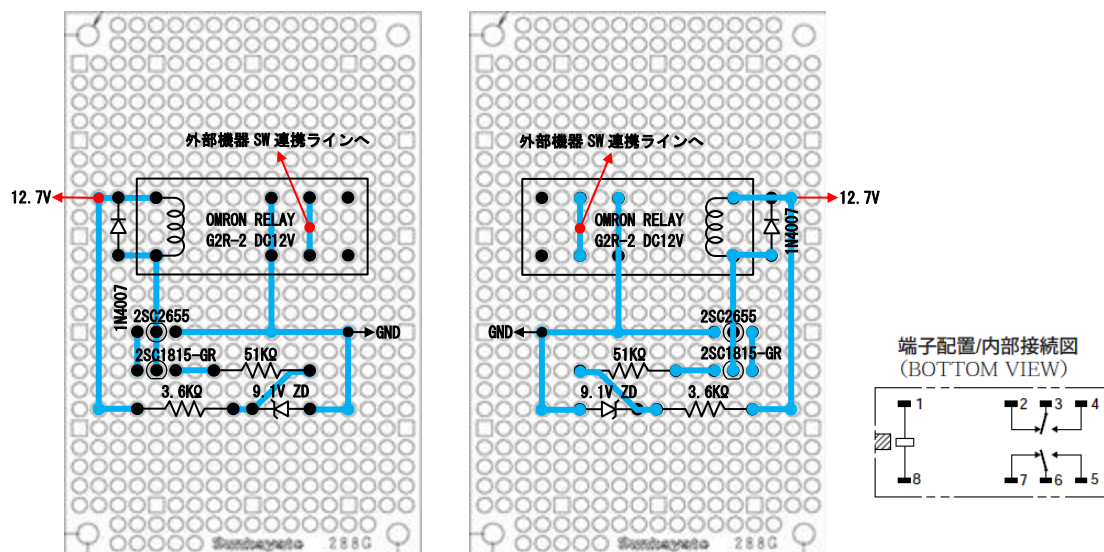 外部機器 SW 連携ラインへ
12.7V
OMRON RELAY
G2R-2 DC12V
1N4007
2SC2655
GND
2SC1815-GR
51KΩ
3.6KΩ
9.1V ZD
Sunhayato 288G
外部機器 SW 連携ラインへ
12.7V
OMRON RELAY
G2R-2 DC12V
1N4007
2SC2655
GND
2SC1815-GR
51KΩ
9.1V ZD
3.6KΩ
Sunhayato 288G
端子配置/内部接続図
(BOTTOM VIEW)
1 2 3 4
8 7 6 5